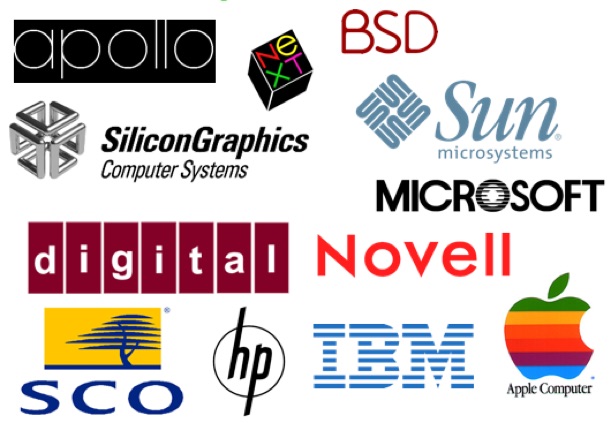 apollo
NeXT
BSD
SiliconGraphics
Computer Systems
Sun
microsystems
MICROSOFT
digital
Novell
SCO
hp
IBM
Apple Computer